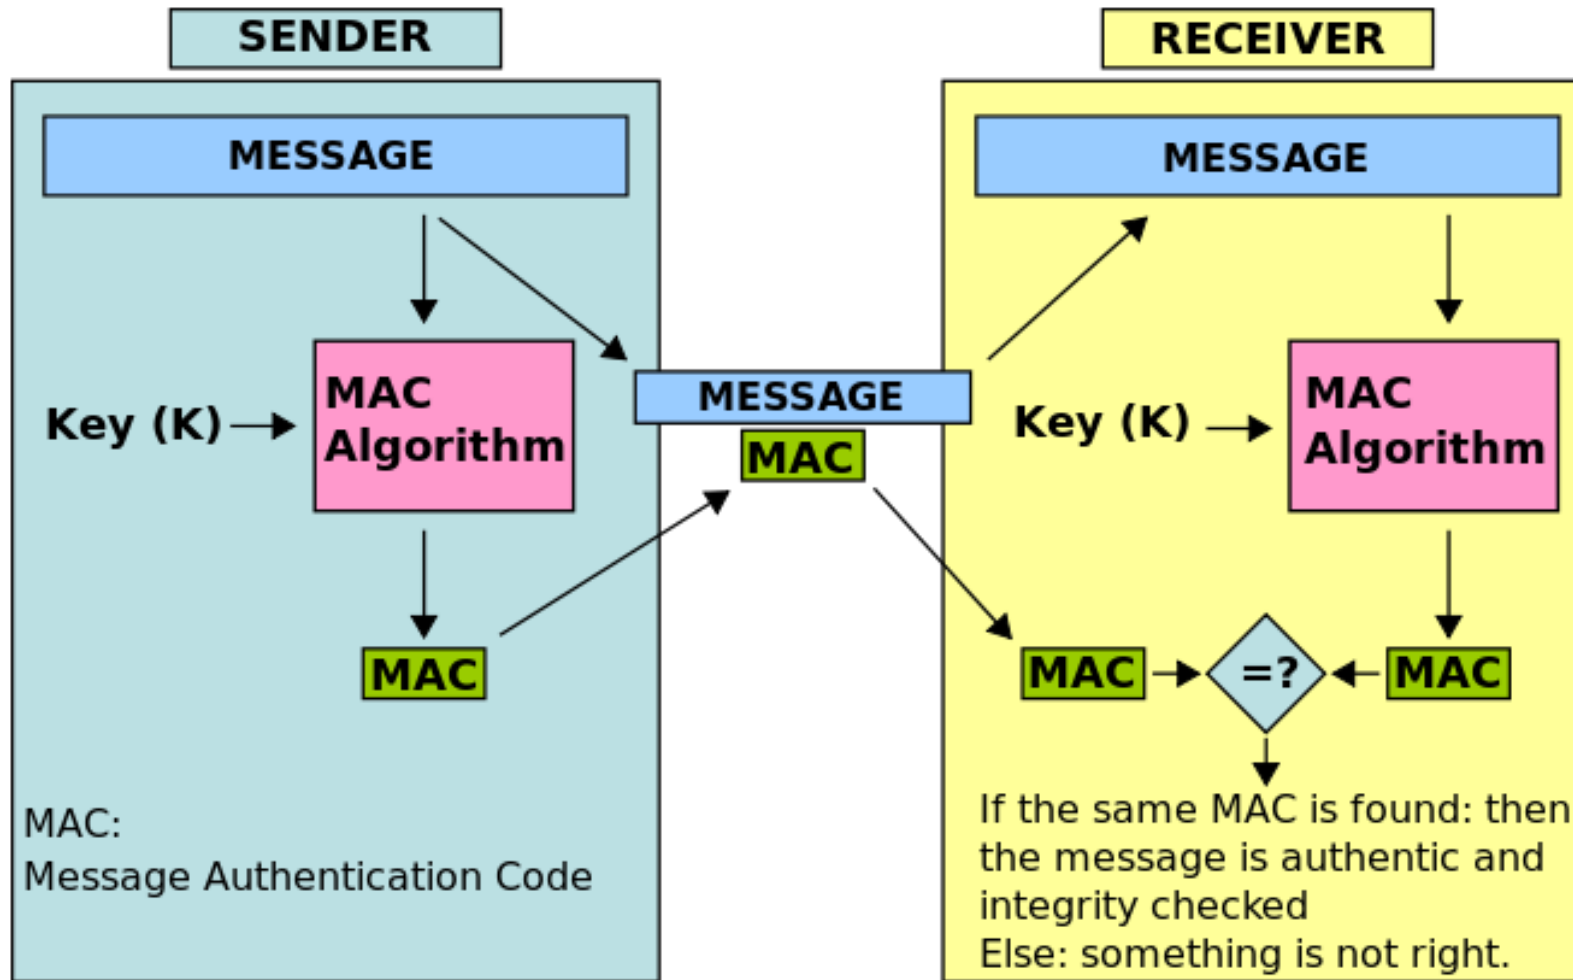 SENDER
RECEIVER
MESSAGE
MESSAGE
MAC
Algorithm
Key (K)
MESSAGE
MAC
Key (K)
MAC
Algorithm
MAC
MAC
=?
MAC
MAC:
Message Authentication Code
If the same MAC is found: then
the message is authentic and
integrity checked
Else: something is not right.